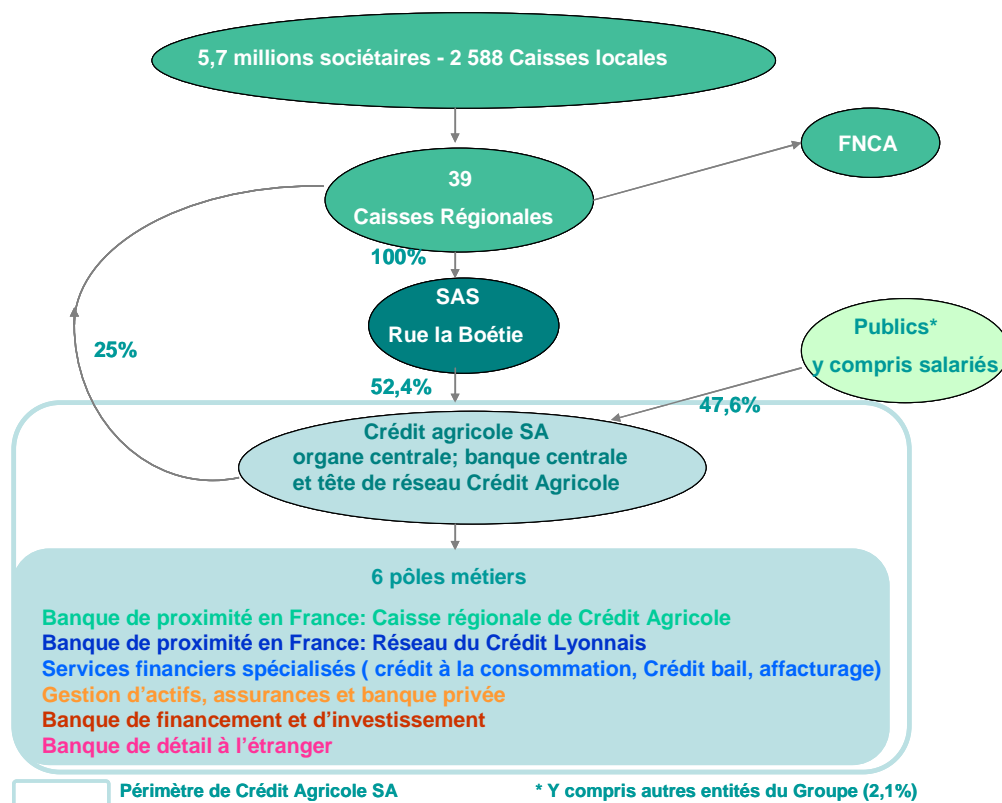 5,7 millions sociétaires - 2 588 Caisses locales
FNCA
39
Caisses Régionales
100%
SAS
Rue la Boétie
Publics*
y compris salariés
25%
52,4%
47,6%
Crédit agricole SA
organe centrale; banque centrale
et tête de réseau Crédit Agricole
6 pôles métiers
Banque de proximité en France: Caisse régionale de Crédit Agricole
Banque de proximité en France: Réseau du Crédit Lyonnais
Services financiers spécialisés ( crédit à la consommation, Crédit bail, affacturage)
Gestion d'actifs, assurances et banque privée
Banque de financement et d'investissement
Banque de détail à l'étranger
Périmètre de Crédit Agricole SA
* Y compris autres entités du Groupe (2,1%)